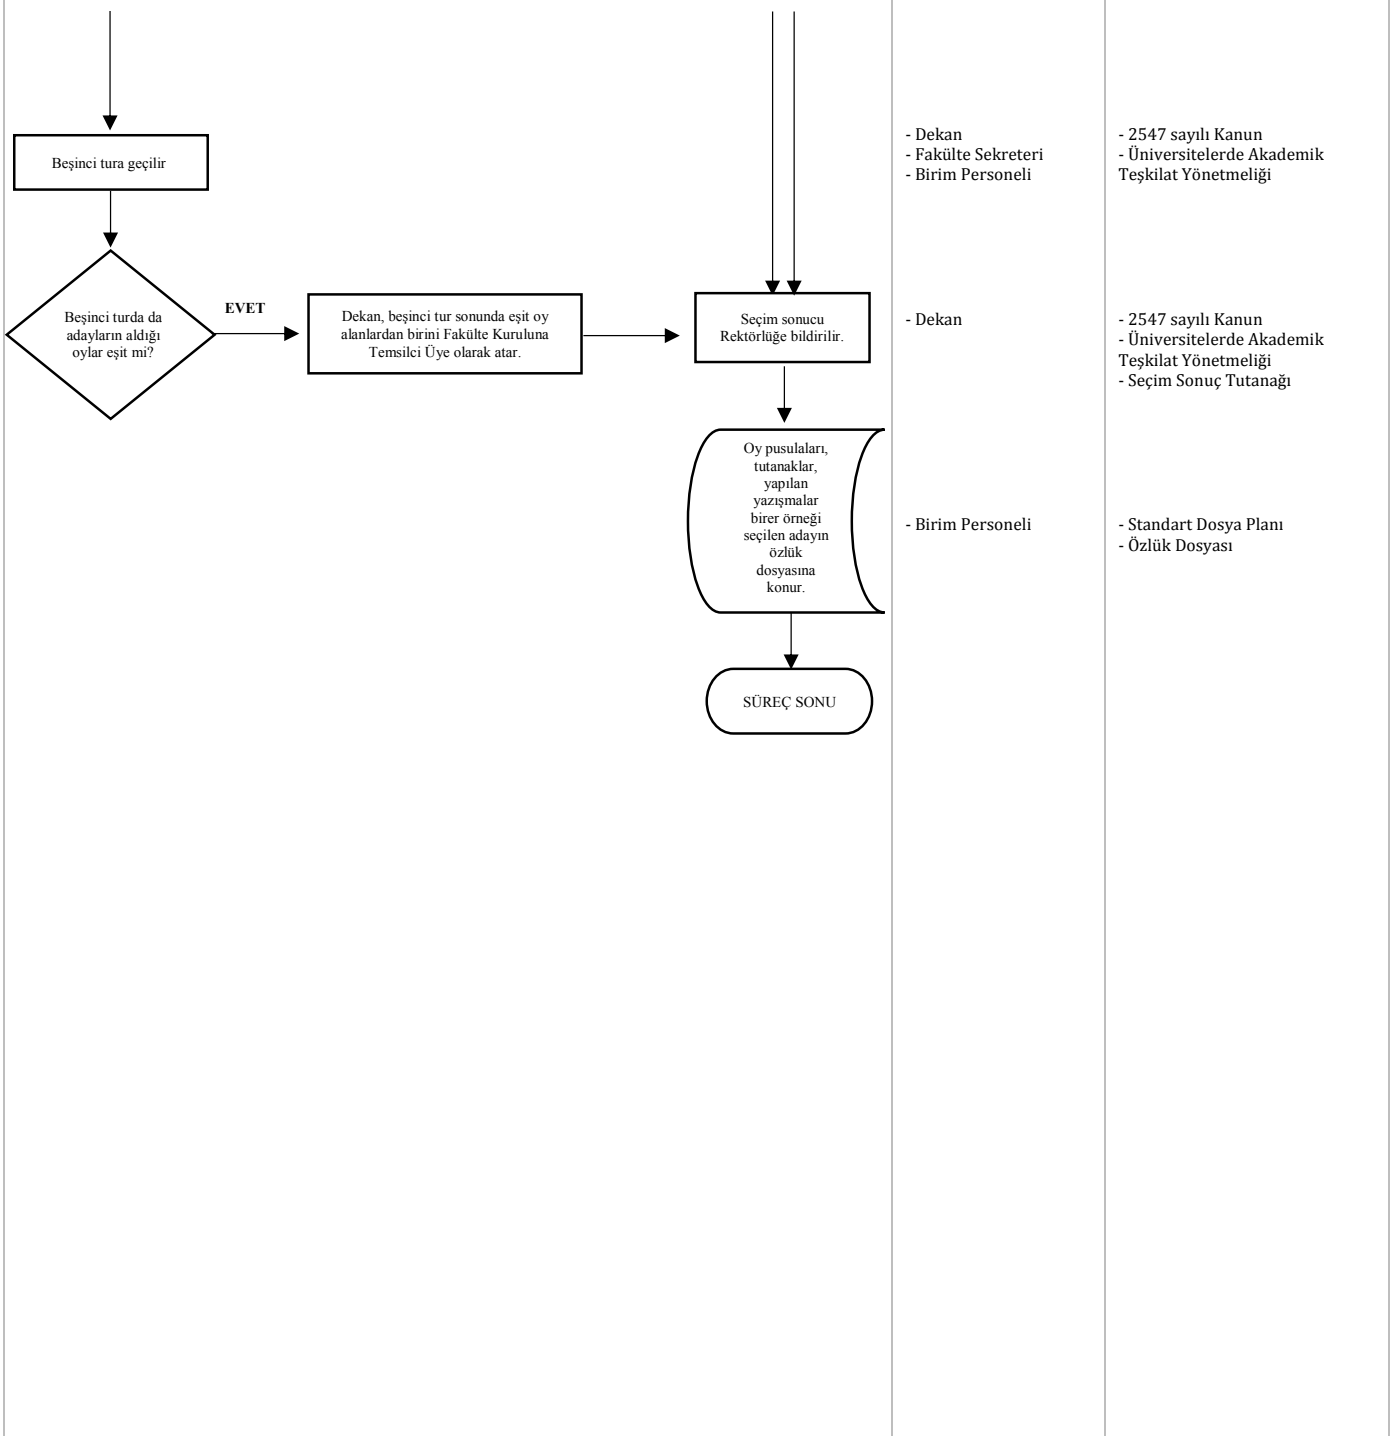 Beşinci tura geçilir
- Dekan
- Fakülte Sekreteri
- Birim Personeli
- 2547 sayılı Kanun
- Üniversitelerde Akademik
Teşkilat Yönetmeliği
Beşinci turda da
adayların aldığı
oylar eşit mi?
EVET
Dekan, beşinci tur sonunda eşit oy
alanlardan birini Fakülte Kuruluna
Temsilci Üye olarak atar.
Seçim sonucu
Rektörlüğe bildirilir.
- Dekan
- 2547 sayılı Kanun
- Üniversitelerde Akademik
Teşkilat Yönetmeliği
- Seçim Sonuç Tutanağı
Oy pusulaları,
tutanaklar,
yapılan
yazışmalar
birer örneği
seçilen adayın
özlük
dosyasına
konur.
- Birim Personeli
- Standart Dosya Planı
- Özlük Dosyası
SÜREÇ SONU